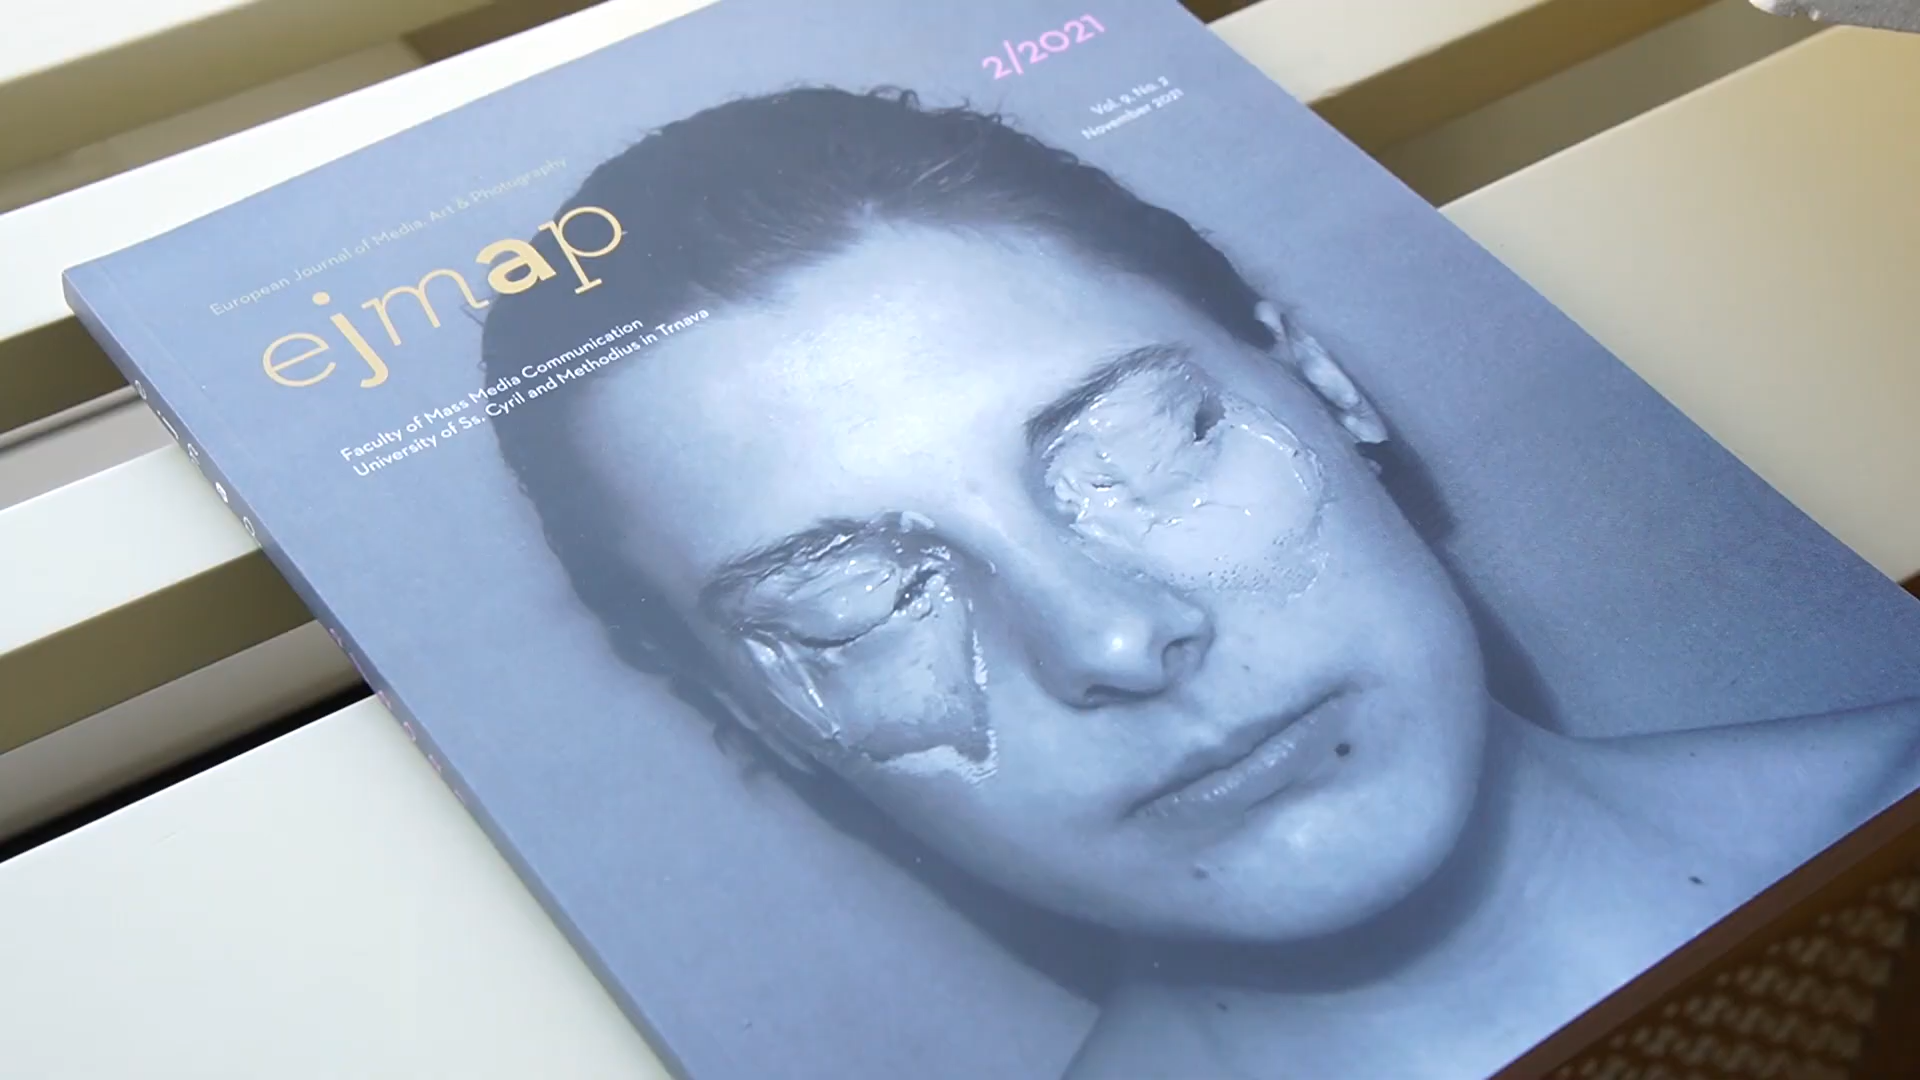 2/2021
Vol. 9, No. 2
November 2021
European Journal of Media, Art & Photography
ejmap
Faculty of Mass Media Communication
University of Ss. Cyril and Methodius in Trnava